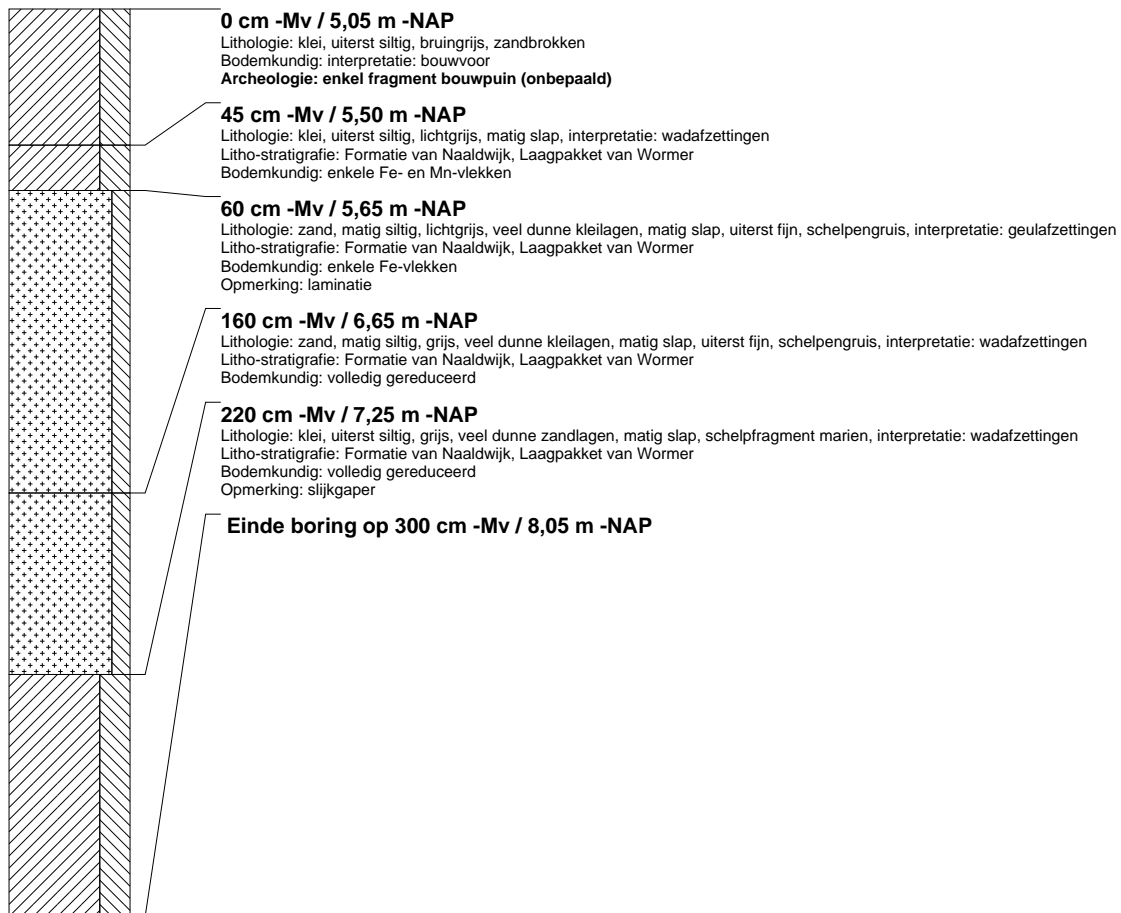 0 cm -Mv / 5,05 m -NAP
Lithologie: klei, uiterst siltig, bruingrijs, zandbrokken
Bodemkundig: interpretatie: bouwvoor
Archeologie: enkel fragment bouwpuin (onbepaald)
45 cm -Mv / 5,50 m -NAP
Lithologie: klei, uiterst siltig, lichtgrijs, matig slap, interpretatie: wadafzettingen
Litho-stratigrafie: Formatie van Naaldwijk, Laagpakket van Wormer
Bodemkundig: enkele Fe- en Mn-vlekken
60 cm -Mv / 5,65 m -NAP
Lithologie: zand, matig siltig, lichtgrijs, veel dunne kleilagen, matig slap, uiterst fijn, schelpengruis, interpretatie: geulafzettingen
Litho-stratigrafie: Formatie van Naaldwijk, Laagpakket van Wormer
Bodemkundig: enkele Fe-vlekken
Opmerking: laminatie
160 cm -Mv / 6,65 m -NAP
Lithologie: zand, matig siltig, grijs, veel dunne kleilagen, matig slap, uiterst fijn, schelpengruis, interpretatie: wadafzettingen
Litho-stratigrafie: Formatie van Naaldwijk, Laagpakket van Wormer
Bodemkundig: volledig gereduceerd
220 cm -Mv / 7,25 m -NAP
Lithologie: klei, uiterst siltig, grijs, veel dunne zandlagen, matig slap, schelpfragment marien, interpretatie: wadafzettingen
Litho-stratigrafie: Formatie van Naaldwijk, Laagpakket van Wormer
Bodemkundig: volledig gereduceerd
Opmerking: slijkgaper
Einde boring op 300 cm -Mv / 8,05 m -NAP